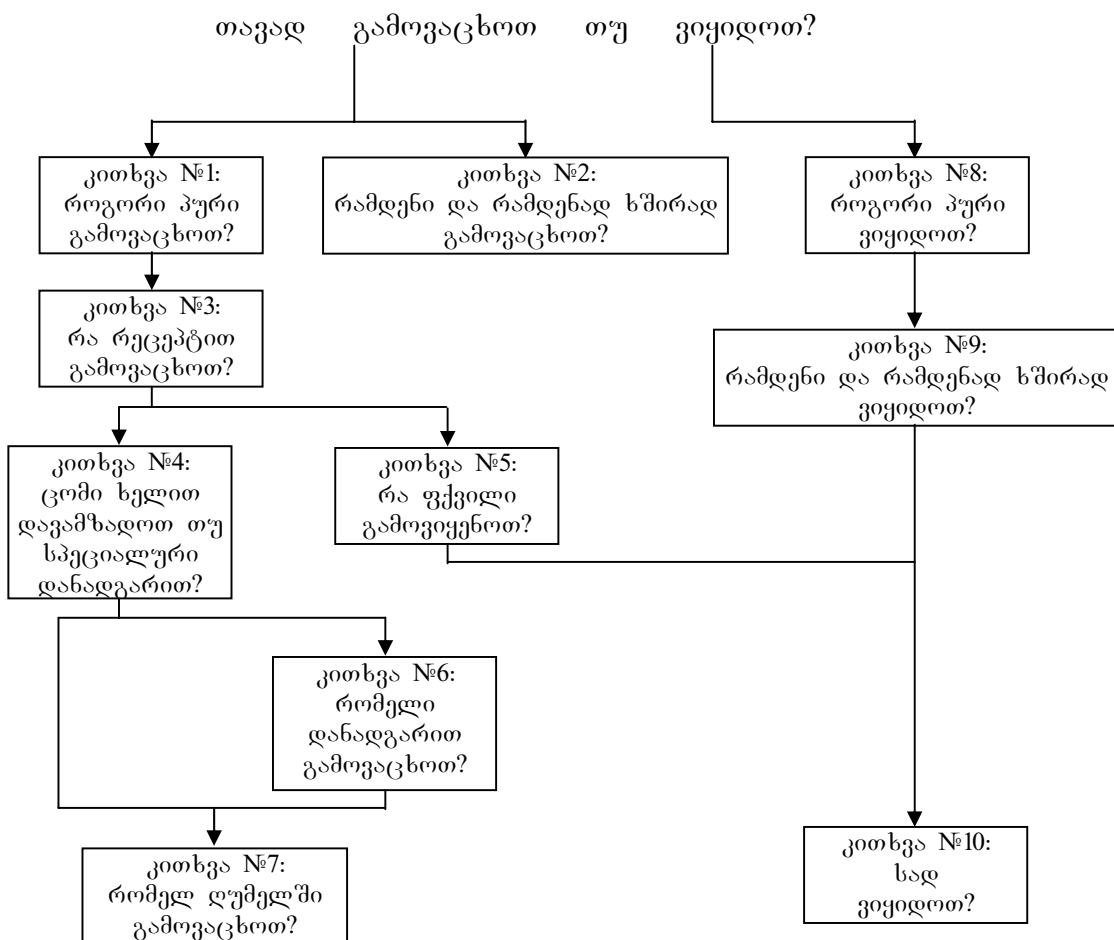 თავად გამოვაცხოთ თუ ვიყიდოთ?
კითხვა №1:
როგორი პური
გამოვაცხოთ?
კითხვა №2:
რამდენი და რამდენად ხშირად
გამოვაცხოთ?
კითხვა №8:
როგორი პური
ვიყიდოთ?
კითხვა №3:
რა რეცეპტით
გამოვაცხოთ?
კითხვა №9:
რამდენი და რამდენად ხშირად
ვიყიდოთ?
კითხვა №4:
ცომი ხელით
დავამზადოთ თუ
სპეციალური
დანადგარით?
კითხვა №5:
რა ფქვილი
გამოვიყენოთ?
კითხვა №6:
რომელი
დანადგარით
გამოვაცხოთ?
კითხვა №7:
რომელ ღუმელში
გამოვაცხოთ?
კითხვა №10:
სად
ვიყიდოთ?